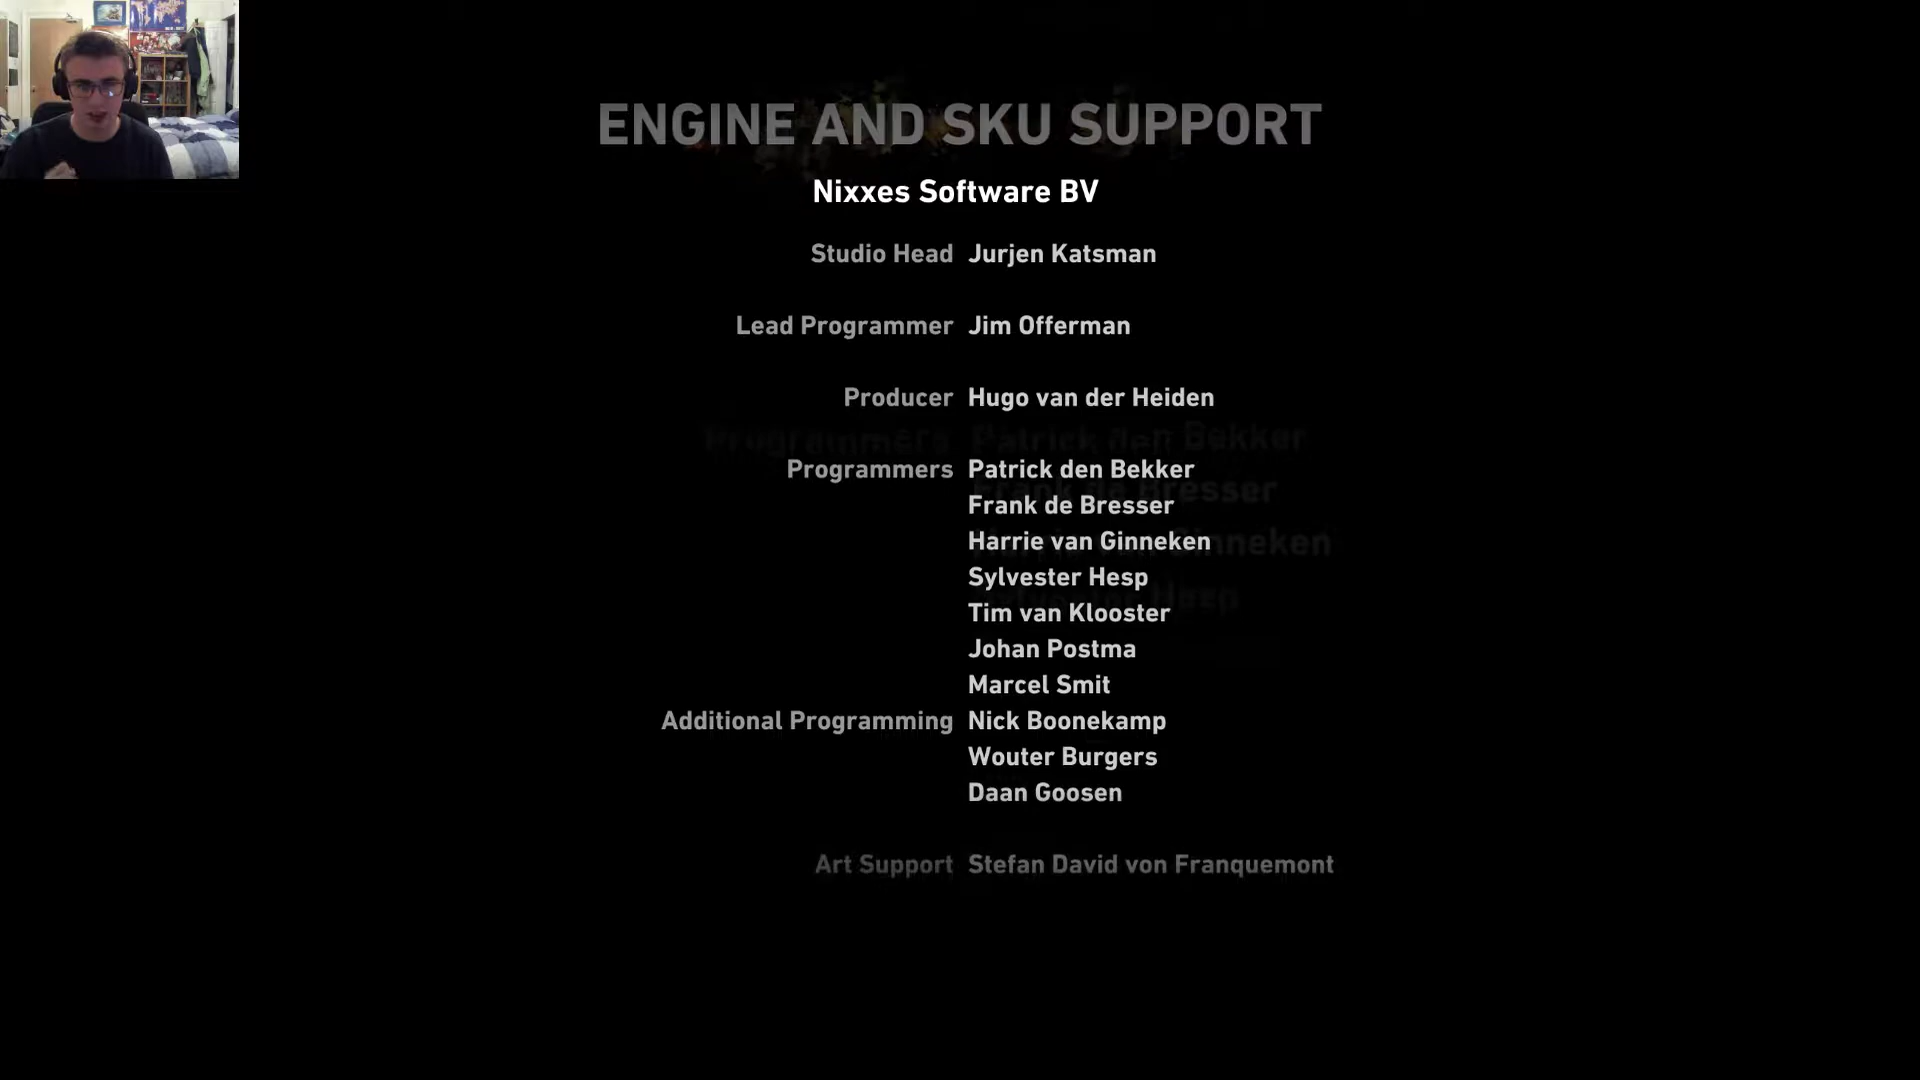 ENGINE AND SKU SUPPORT
Nixxes Software BV
Studio Head Jurjen Katsman
Lead Programmer Jim Offerman
Producer Hugo van der Heiden
Programmers Patrick den Bekker
Frank de Bresser
Harrie van Ginneken
Sylvester Hesp
Tim van Klooster
Johan Postma
Marcel Smit
Additional Programming Nick Boonekamp
Wouter Burgers
Daan Goosen
Art Support Stefan David von Franquemont